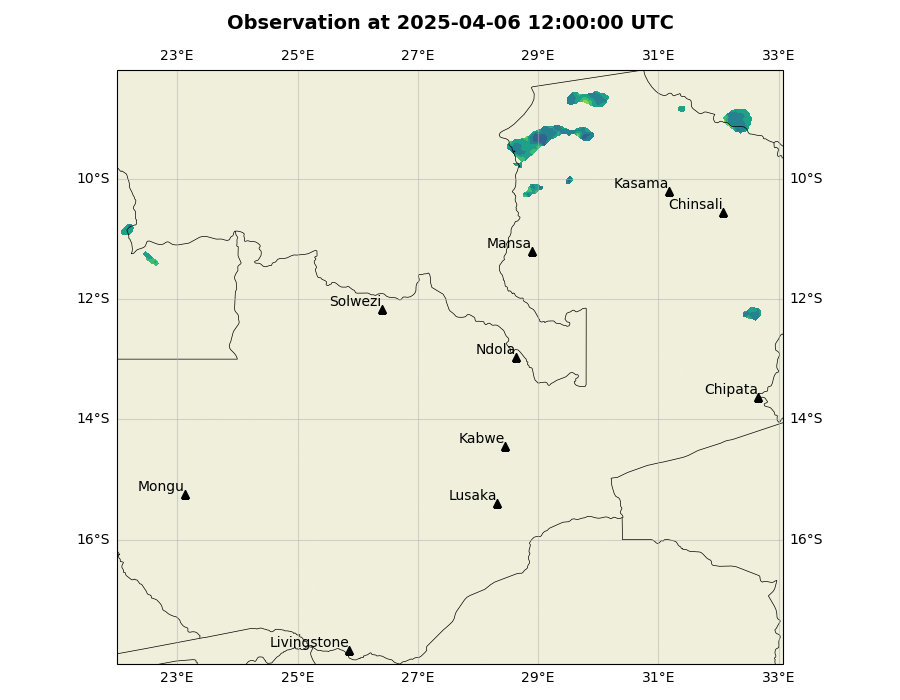 Observation at 2025-04-06 12:00:00 UTC
23°E 25°E 27°E 29°E 31°E 33°E
10°S 10°S
Kasama
Chinsali
Mansa
12°S 12°S
Solwezi
Ndola
Chipata
14°S 14°S
Kabwe
Mongu
Lusaka
16°S 16°S
Livingstone
23°E 25°E 27°E 29°E 31°E 33°E